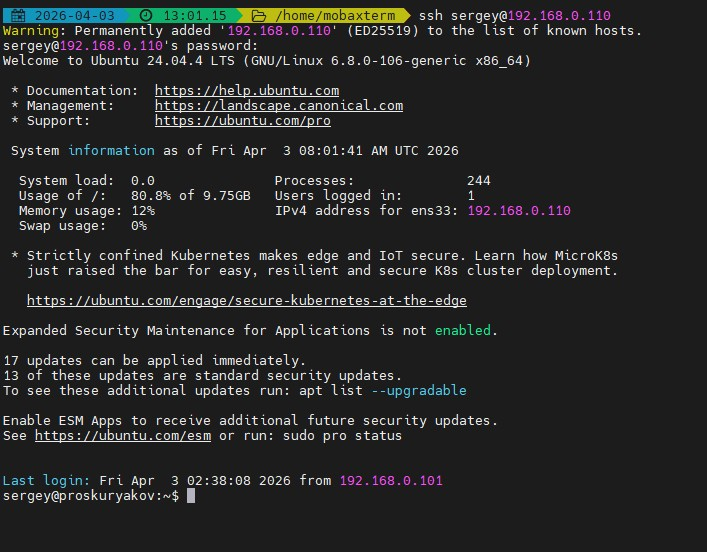 2026-04-03 13:01.15 /home/mobaxterm ssh sergey@192.168.0.110
Warning: Permanently added '192.168.0.110' (ED25519) to the list of known hosts.
sergey@192.168.0.110's password:
Welcome to Ubuntu 24.04.4 LTS (GNU/Linux 6.8.0-106-generic x86_64)

 * Documentation:  https://help.ubuntu.com
 * Management:     https://landscape.canonical.com
 * Support:        https://ubuntu.com/pro

 System information as of Fri Apr  3 08:01:41 AM UTC 2026

  System load:  0.0                Processes:              244
  Usage of /:   80.8% of 9.75GB   Users logged in:        1
  Memory usage: 12%               IPv4 address for ens33: 192.168.0.110
  Swap usage:   0%

 * Strictly confined Kubernetes makes edge and IoT secure. Learn how MicroK8s
   just raised the bar for easy, resilient and secure K8s cluster deployment.

   https://ubuntu.com/engage/secure-kubernetes-at-the-edge

Expanded Security Maintenance for Applications is not enabled.

17 updates can be applied immediately.
13 of these updates are standard security updates.
To see these additional updates run: apt list --upgradable

Enable ESM Apps to receive additional future security updates.
See https://ubuntu.com/esm or run: sudo pro status

Last login: Fri Apr  3 02:38:08 2026 from 192.168.0.101
sergey@proskuryakov:~$